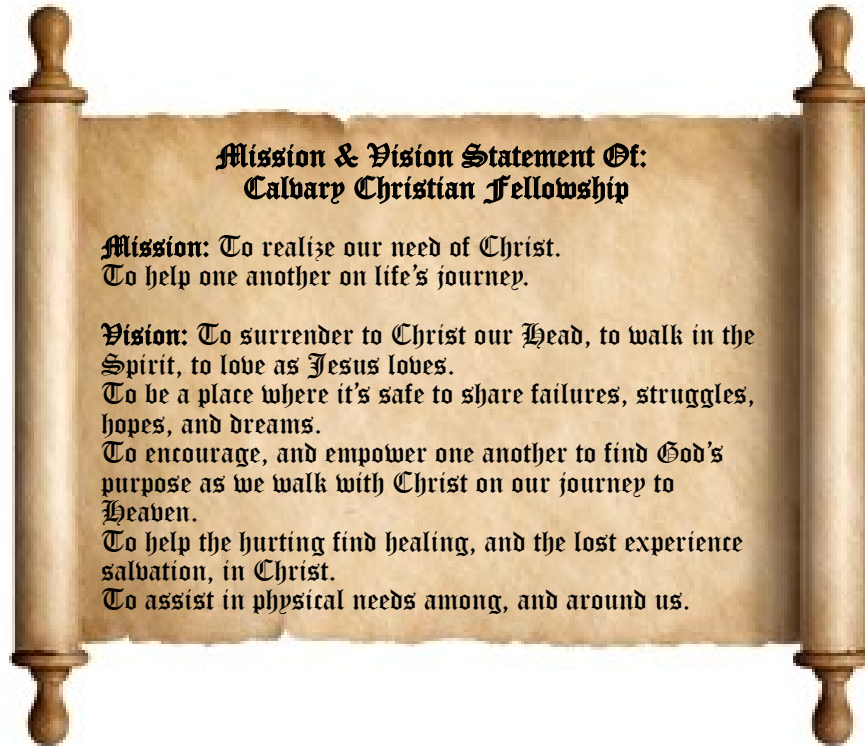 Mission & Vision Statement Of:
Calvary Christian Fellowship
Mission: To realize our need of Christ.
To help one another on life's journey.
Vision: To surrender to Christ our Head, to walk in the
Spirit, to love as Jesus loves.
To be a place where it's safe to share failures, struggles,
hopes, and dreams.
To encourage, and empower one another to find God's
purpose as we walk with Christ on our journey to
Heaven.
To help the hurting find healing, and the lost experience
salvation, in Christ.
To assist in physical needs among, and around us.